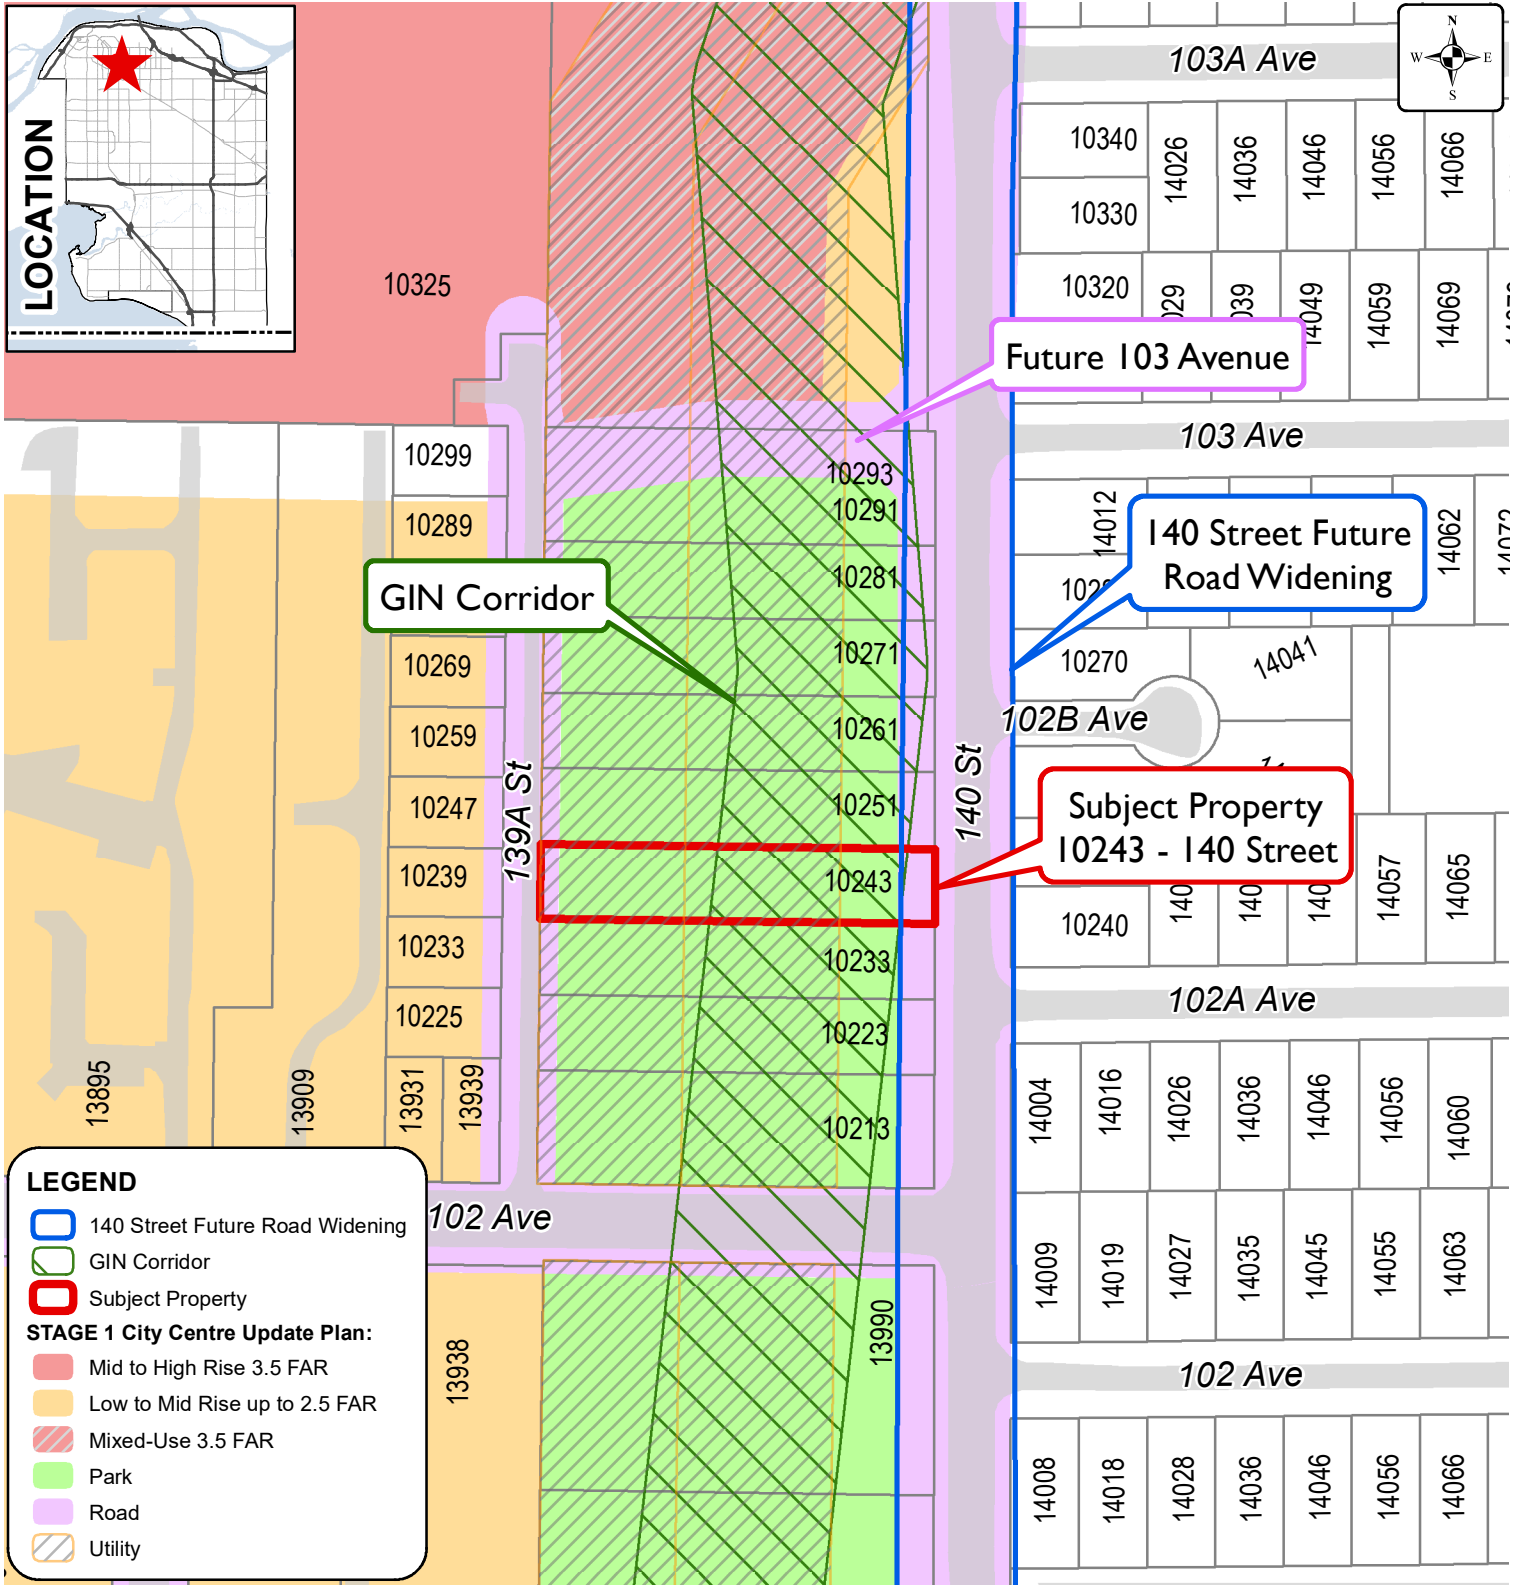 LOCATION
N
W E
S
103A Ave
10340
14026
14036
14046
14056
14066
10330
10325
10320
14049
14059
14069
Future 103 Avenue
103 Ave
10299
10293
10291
10289
14012
140 Street Future
Road Widening
14062
14072
10281
GIN Corridor
10271
10269
10270
14041
10261
10259
102B Ave
139A St
140 St
10251
10247
Subject Property
10243 - 140 Street
10243
10239
14057
14065
10240
10233
10233
102A Ave
10225
10223
13895
13909
13931
13939
10213
14004
14016
14026
14036
14046
14056
14060
102 Ave
14009
14019
14027
14035
14045
14055
14063
13938
13990
102 Ave
14008
14018
14028
14036
14046
14056
14066
LEGEND
140 Street Future Road Widening
GIN Corridor
Subject Property
STAGE 1 City Centre Update Plan:
Mid to High Rise 3.5 FAR
Low to Mid Rise up to 2.5 FAR
Mixed-Use 3.5 FAR
Park
Road
Utility